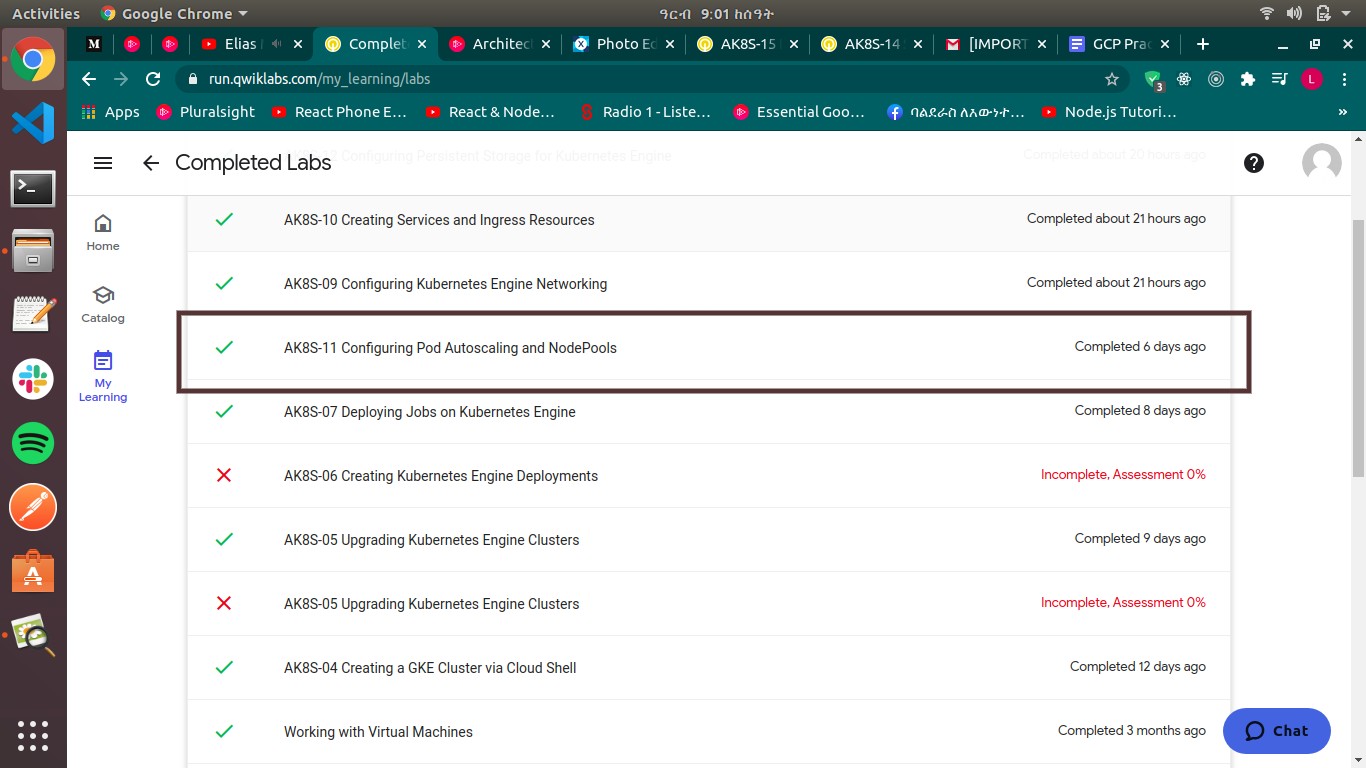 Activities Google Chrome ዓርብ 9:01 ከሰዓት
M Elias Complet Architec Photo Ed AK8S-15 AK8S-14 [IMPORT GCP Prac
run.qwiklabs.com/my_learning/labs 3 L
Apps Pluralsight React Phone E... React & Node... Radio 1 - Liste... Essential Goo... ባልደራስ ለእውነተ... Node.js Tutori... »
Configuring Persistent Storage for Kubernetes Engine Completed about 20 hours ago
Completed Labs
AK8S-10 Creating Services and Ingress Resources Completed about 21 hours ago
Home
AK8S-09 Configuring Kubernetes Engine Networking Completed about 21 hours ago
Catalog
AK8S-11 Configuring Pod Autoscaling and NodePools Completed 6 days ago
My
Learning
AK8S-07 Deploying Jobs on Kubernetes Engine Completed 8 days ago
AK8S-06 Creating Kubernetes Engine Deployments Incomplete, Assessment 0%
AK8S-05 Upgrading Kubernetes Engine Clusters Completed 9 days ago
AK8S-05 Upgrading Kubernetes Engine Clusters Incomplete, Assessment 0%
AK8S-04 Creating a GKE Cluster via Cloud Shell Completed 12 days ago
Working with Virtual Machines Completed 3 months ago
Chat